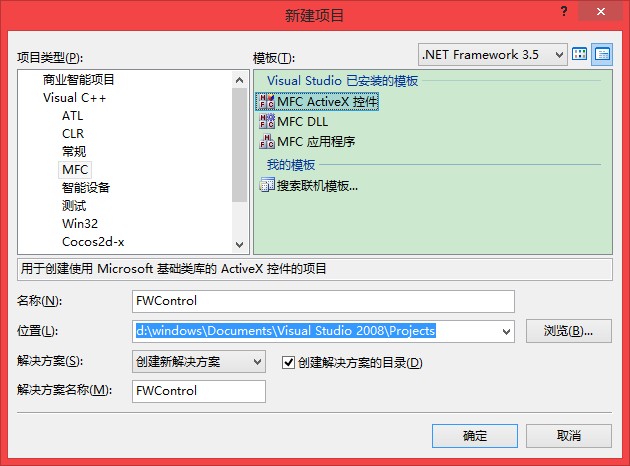 新建项目
?
项目类型(P):
模板(T):
.NET Framework 3.5
商业智能项目
Visual C++
ATL
CLR
常规
MFC
智能设备
测试
Win32
Cocos2d-x
Visual Studio 已安装的模板
MFC ActiveX 控件
MFC DLL
MFC 应用程序
我的模板
搜索联机模板...
用于创建使用 Microsoft 基础类库的 ActiveX 控件的项目
名称(N):
FWControl
位置(L):
d:\windows\Documents\Visual Studio 2008\Projects
浏览(B)...
解决方案(S):
创建新解决方案
创建解决方案的目录(D)
解决方案名称(M):
FWControl
确定
取消